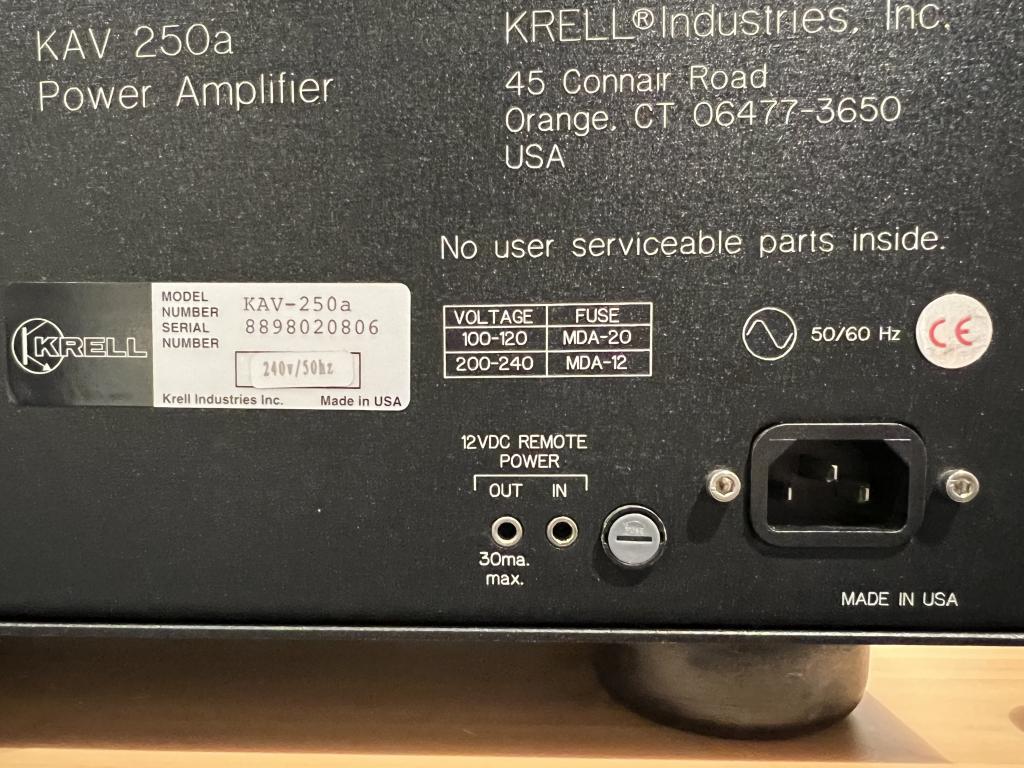 KAV 250a
Power Amplifier
KRELL® Industries, Inc.
45 Connair Road
Orange, CT 06477-3650
USA
No user serviceable parts inside.
KRELL
MODEL
NUMBER KAV-250a
SERIAL
NUMBER 8898020806
240v/50hz
Krell Industries Inc. Made in USA
VOLTAGE FUSE
100-120 MDA-20
200-240 MDA-12
50/60 Hz
CE
12VDC REMOTE
POWER
OUT IN
30ma.
max.
MADE IN USA